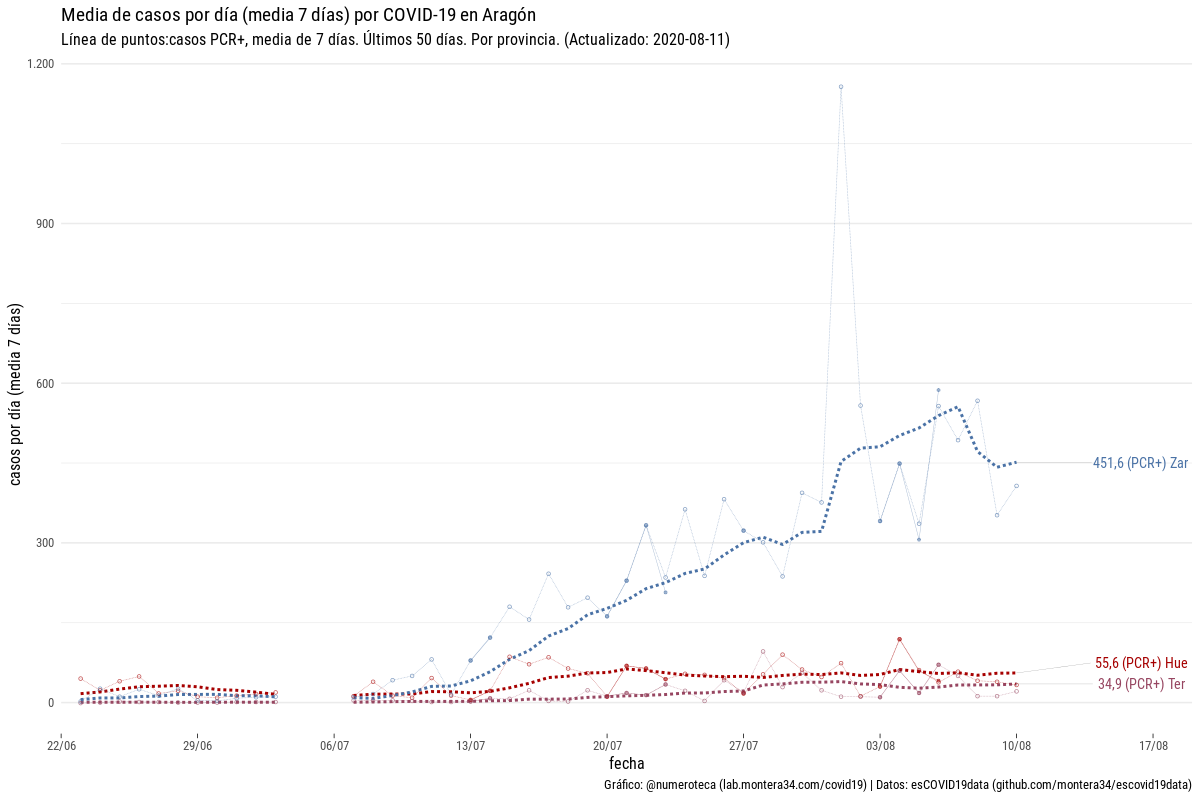 Media de casos por día (media 7 días) por COVID-19 en Aragón
Línea de puntos:casos PCR+, media de 7 días. Últimos 50 días. Por provincia. (Actualizado: 2020-08-11)
casos por día (media 7 días)
1.200
900
600
300
0
451,6 (PCR+) Zar
55,6 (PCR+) Hue
34,9 (PCR+) Ter
22/06
29/06
06/07
13/07
20/07
27/07
03/08
10/08
17/08
fecha
Gráfico: @numeroteca (lab.montera34.com/covid19) | Datos: esCOVID19data (github.com/montera34/escovid19data)